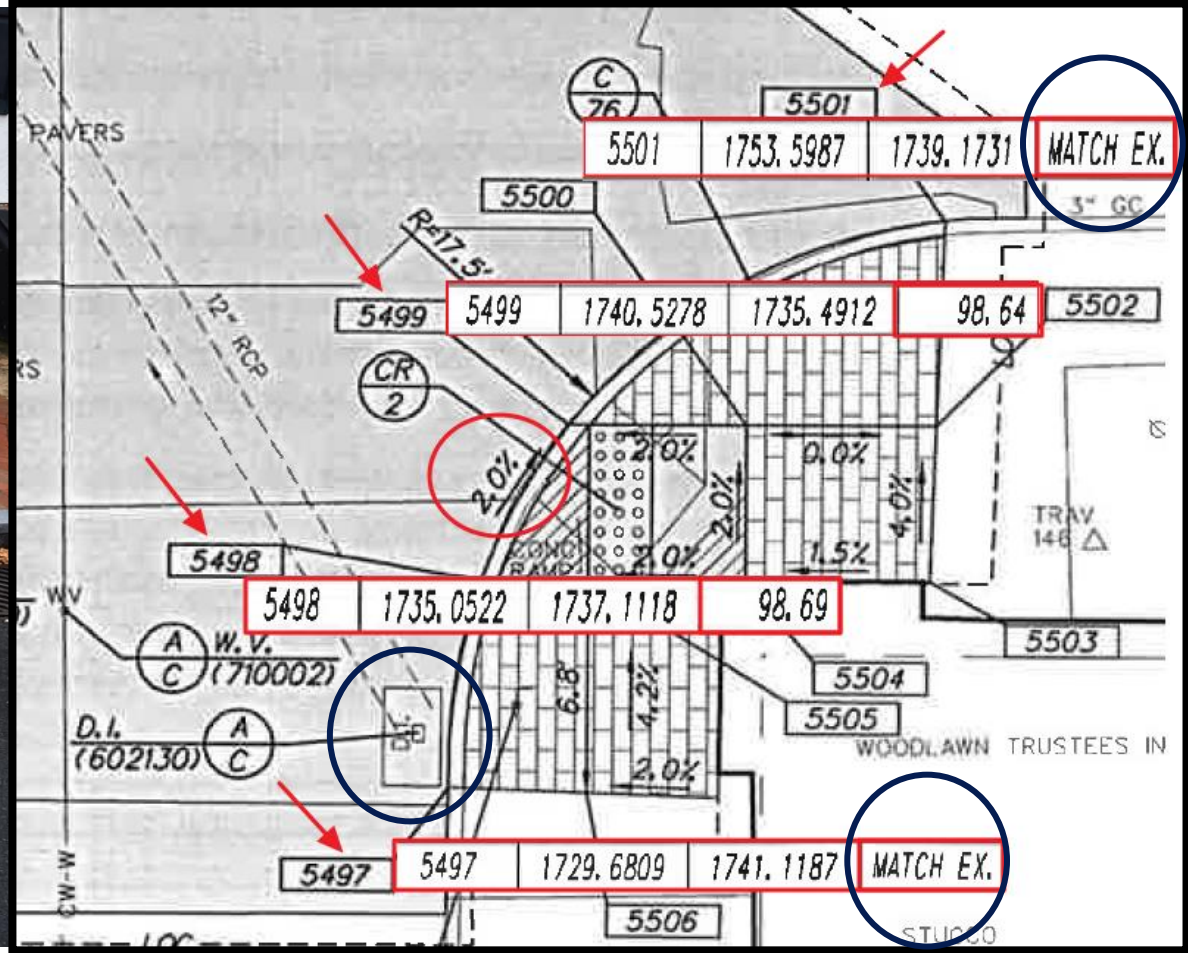 C
76
5501
PAVERS
5501 1753.5987 1739.1731 MATCH EX.
5500
3" GC
R=17.5'
12" RCP
5499
5499 1740.5278 1735.4912 98.64
5502
RS
CR
2
2.0%
2.0%
0.0%
2.0%
4.0%
TRAV
146
CONC
RAMP
2.0%
1.5%
5498
5498 1735.0522 1737.1118 98.69
WV
A
C
W.V.
(710002)
5503
6.8'
4.2%
5504
5505
D.I.
D.I.
(602130)
A
C
WOODLAWN TRUSTEES IN
2.0%
5497
5497 1729.6809 1741.1187 MATCH EX.
CW-W
5506
STUCCO
LOC